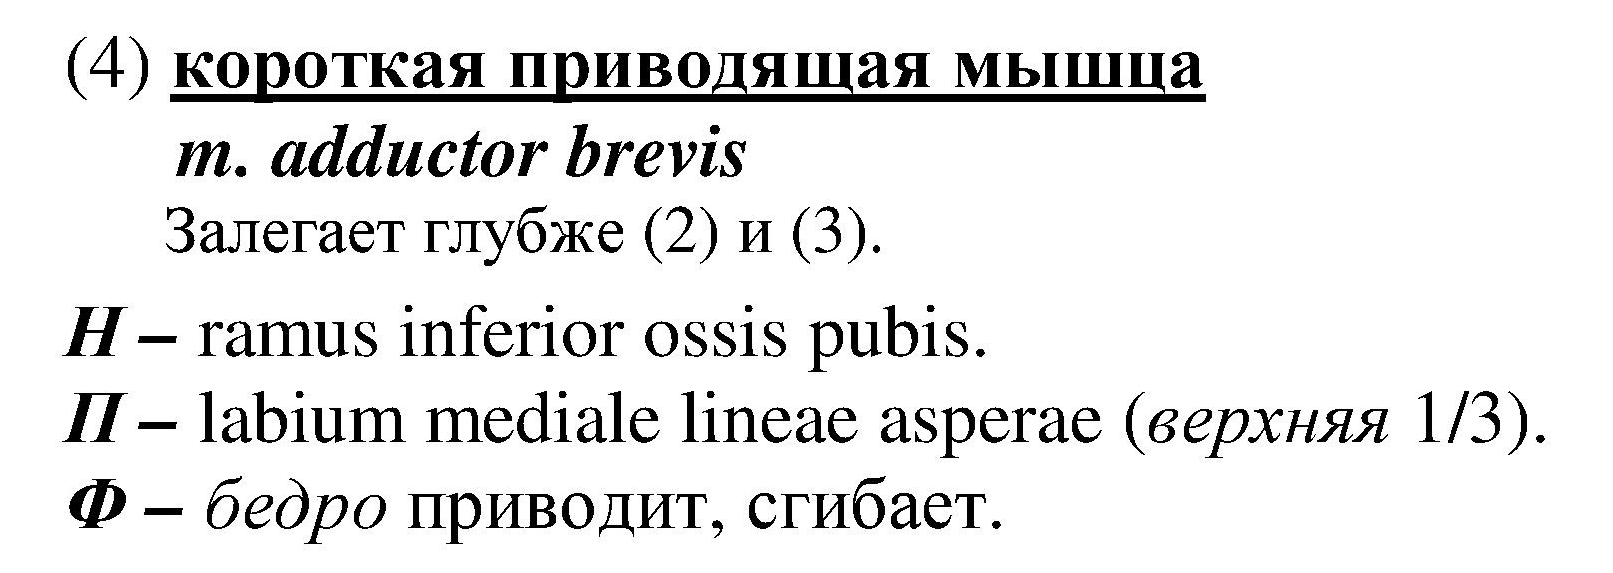 (4) короткая приводящая мышца
m. adductor brevis
Залегает глубже (2) и (3).
Н – ramus inferior ossis pubis.
П – labium mediale lineae asperae (верхняя 1/3).
Ф – бедро приводит, сгибает.